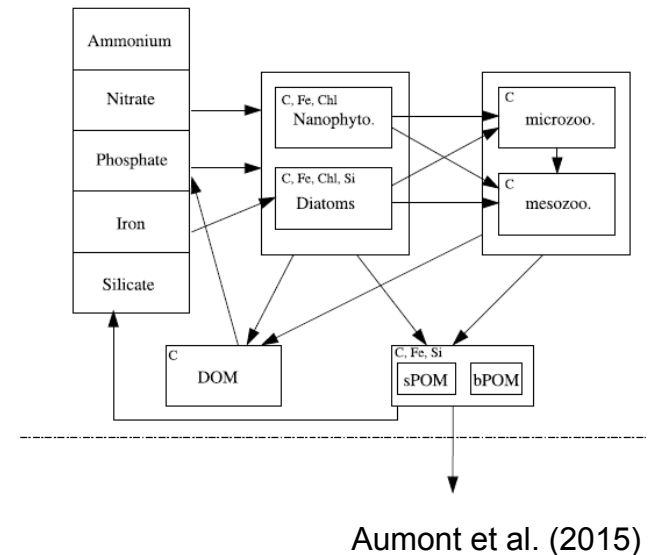 Ammonium
Nitrate
Phosphate
Iron
Silicate
C, Fe, Chl
Nanophyto.
C, Fe, Chl, Si
Diatoms
C
microzoo.
C
mesozoo.
C
DOM
C, Fe, Si
sPOM
bPOM
Aumont et al. (2015)